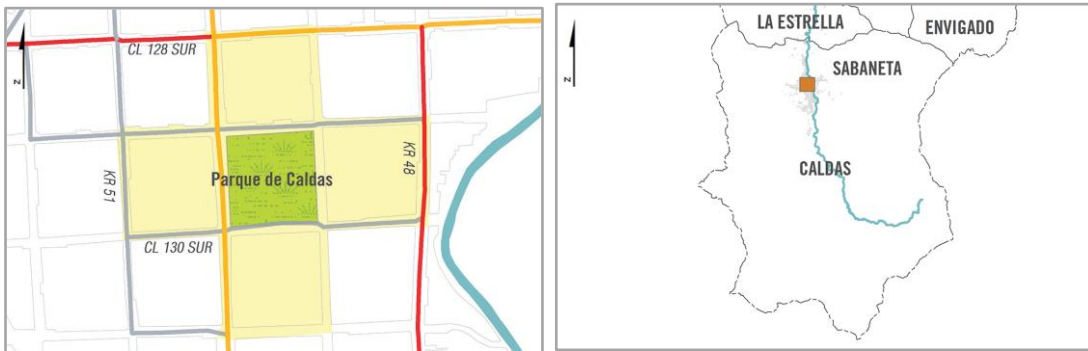 CL 128 SUR
KR 51
Parque de Caldas
KR 48
CL 130 SUR
N
LA ESTRELLA
ENVIGADO
SABANETA
CALDAS
N